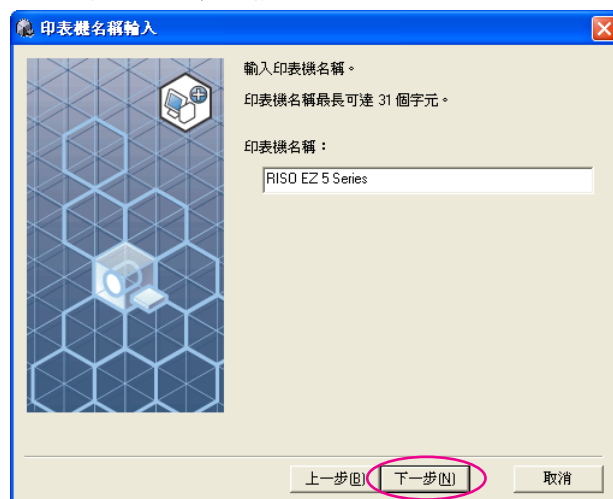 印表機名稱輸入
輸入印表機名稱。
印表機名稱最長可達 31 個字元。
印表機名稱：
RISO EZ 5 Series
上一步(B) 下一步(N) 取消